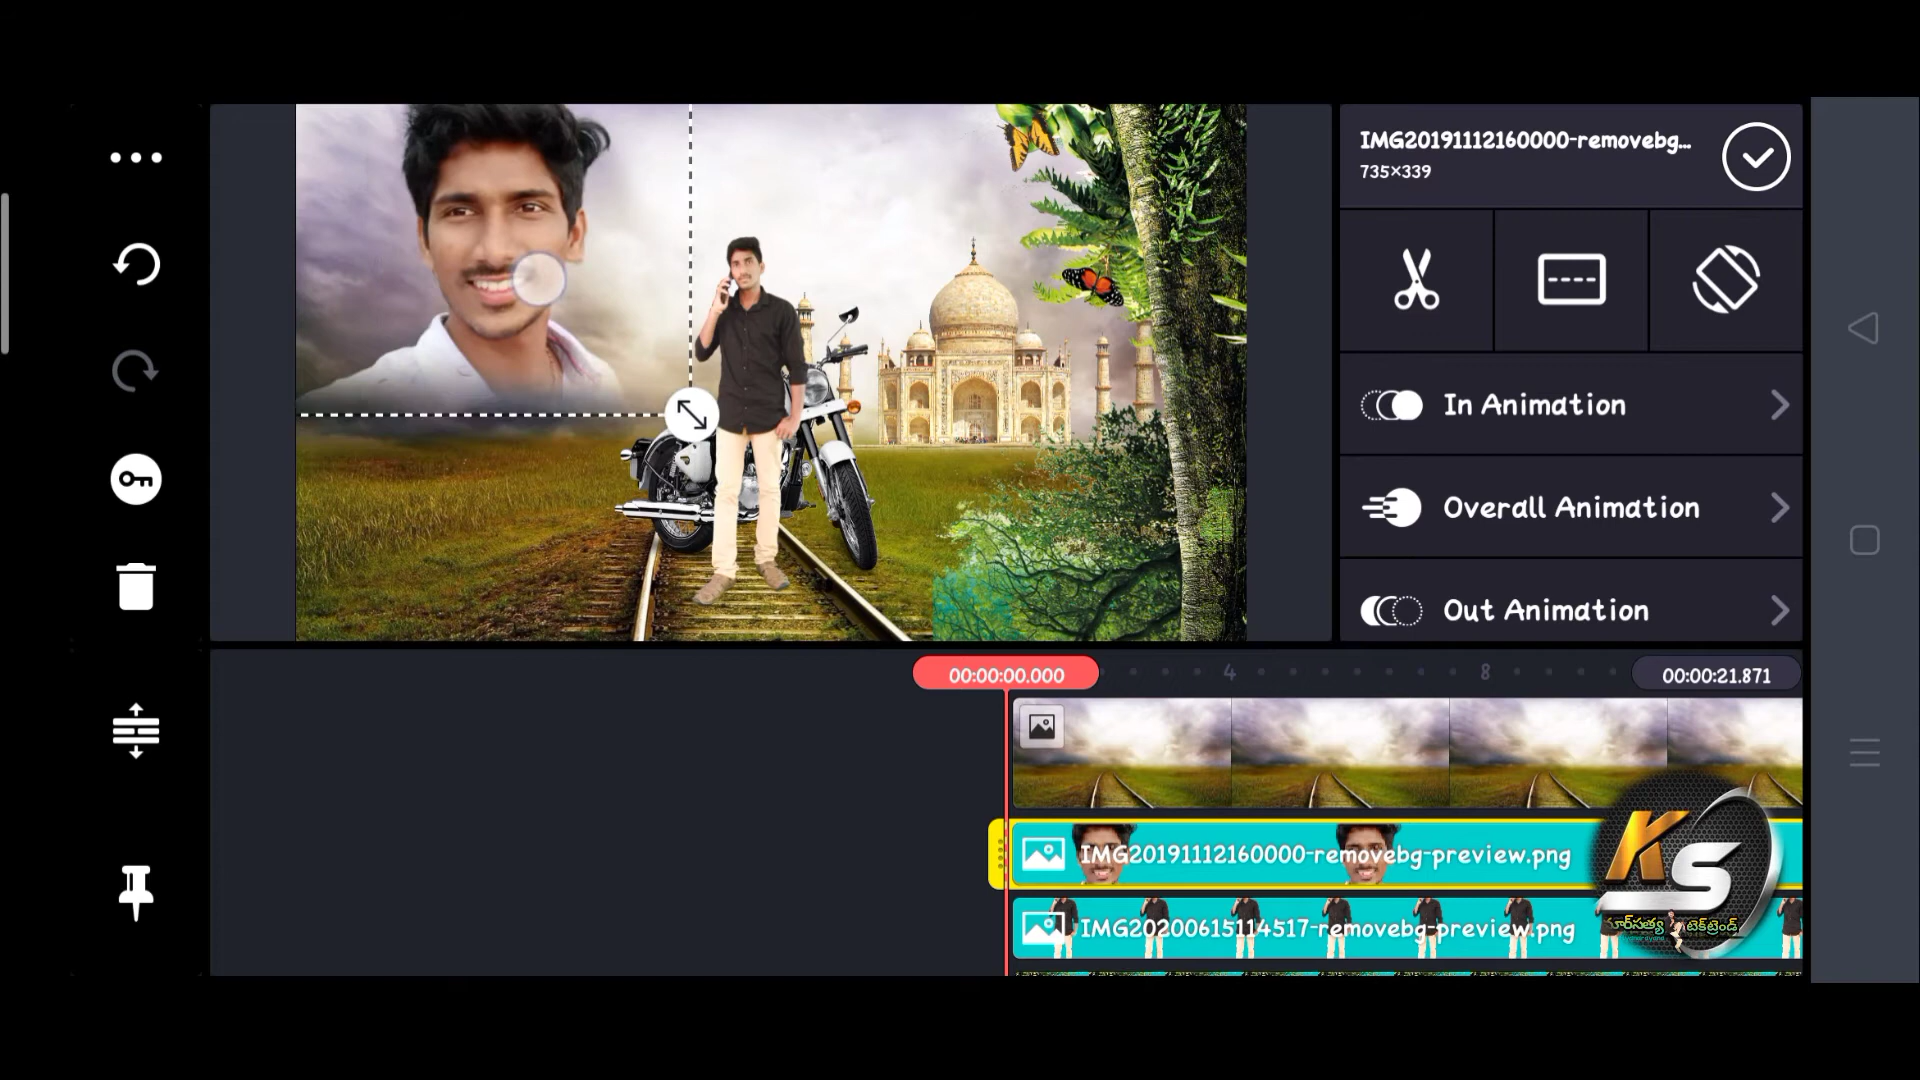 IMG20191112160000-removebg...
735×339
In Animation
Overall Animation
Out Animation
00:00:00.000
4
8
00:00:21.871
IMG20191112160000-removebg-preview.png
IMG20200615114517-removebg-preview.png
KS
టెక్‌ట్రెండ్